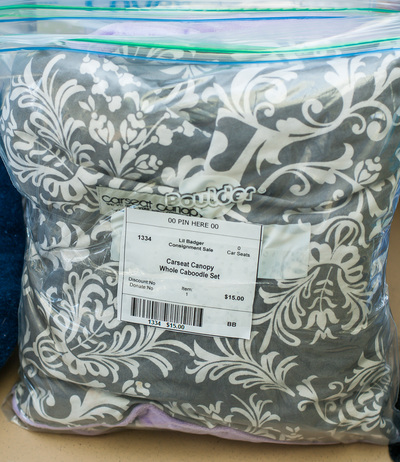 Boulder
carseat canopy
00 PIN HERE 00
1334
Lil Badger
Consignment Sale
0
Car Seats
Carseat Canopy
Whole Caboodle Set
Discount:No
Donate:No
Item
1
$15.00
1334 $15.00
BB